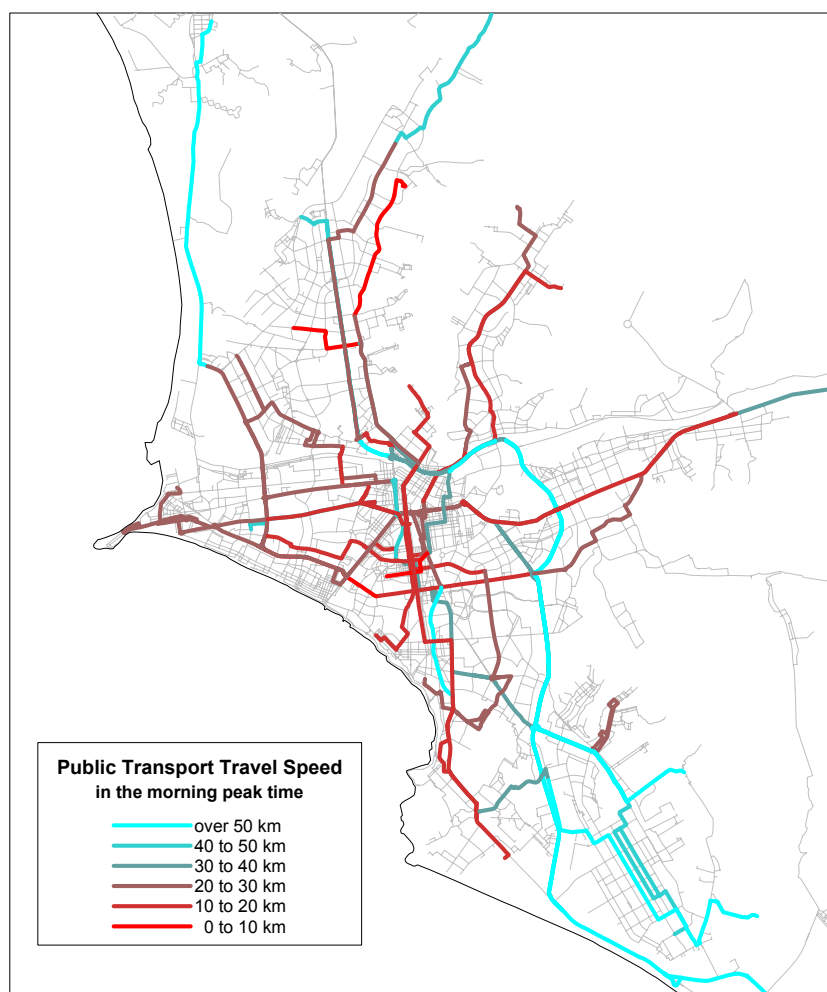 Public Transport Travel Speed
in the morning peak time
over 50 km
40 to 50 km
30 to 40 km
20 to 30 km
10 to 20 km
0 to 10 km